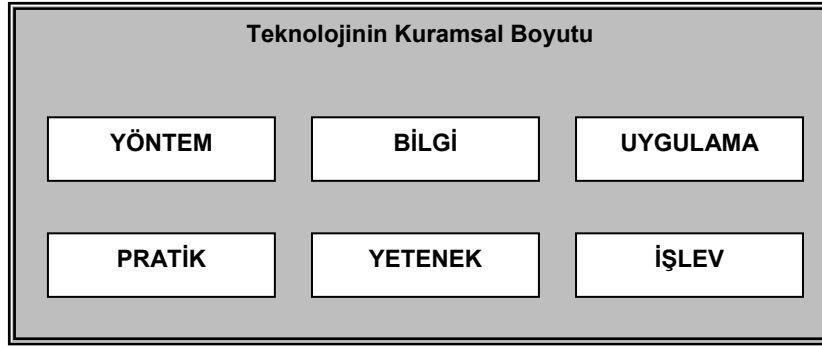 Teknolojinin Kuramsal Boyutu
YÖNTEM BİLGİ UYGULAMA
PRATİK YETENEK İŞLEV